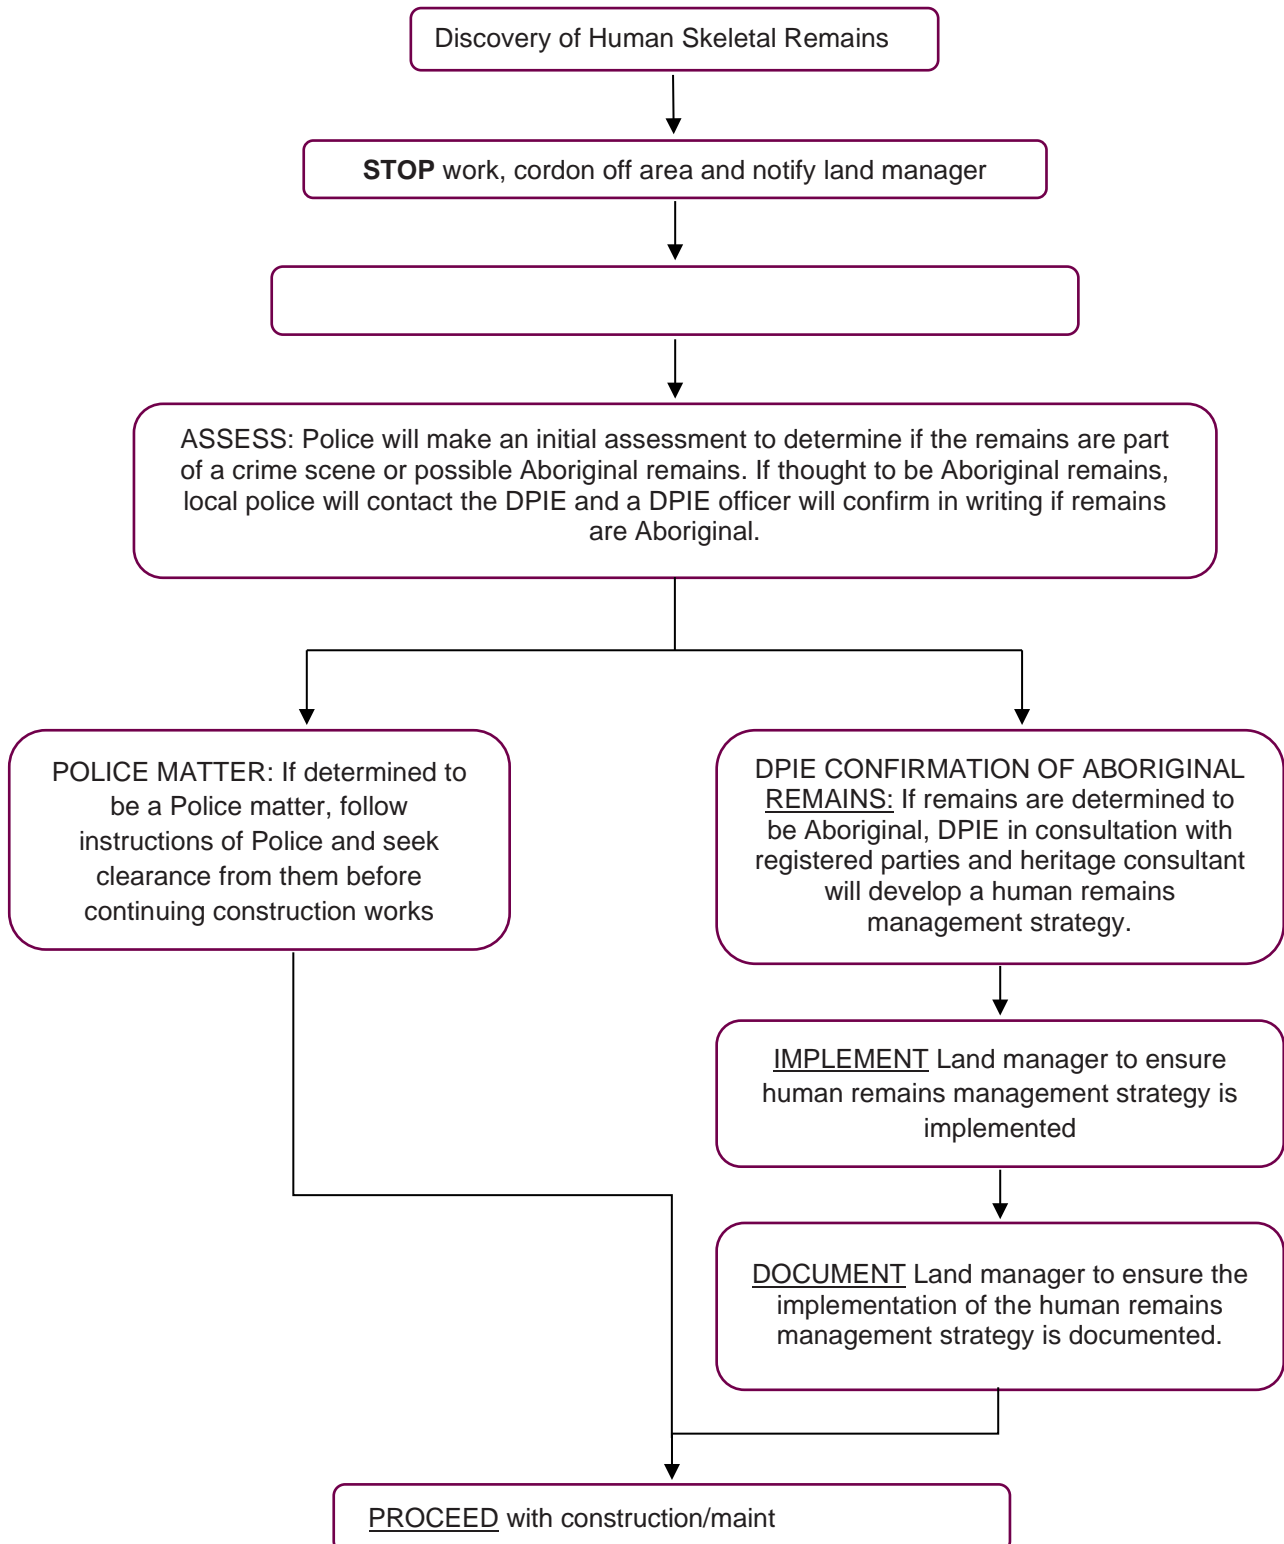 Discovery of Human Skeletal Remains
STOP work, cordon off area and notify land manager
ASSESS: Police will make an initial assessment to determine if the remains are part
of a crime scene or possible Aboriginal remains. If thought to be Aboriginal remains,
local police will contact the DPIE and a DPIE officer will confirm in writing if remains
are Aboriginal.
POLICE MATTER: If determined to
be a Police matter, follow
instructions of Police and seek
clearance from them before
continuing construction works
DPIE CONFIRMATION OF ABORIGINAL
REMAINS: If remains are determined to
be Aboriginal, DPIE in consultation with
registered parties and heritage consultant
will develop a human remains
management strategy.
IMPLEMENT Land manager to ensure
human remains management strategy is
implemented
DOCUMENT Land manager to ensure the
implementation of the human remains
management strategy is documented.
PROCEED with construction/maint